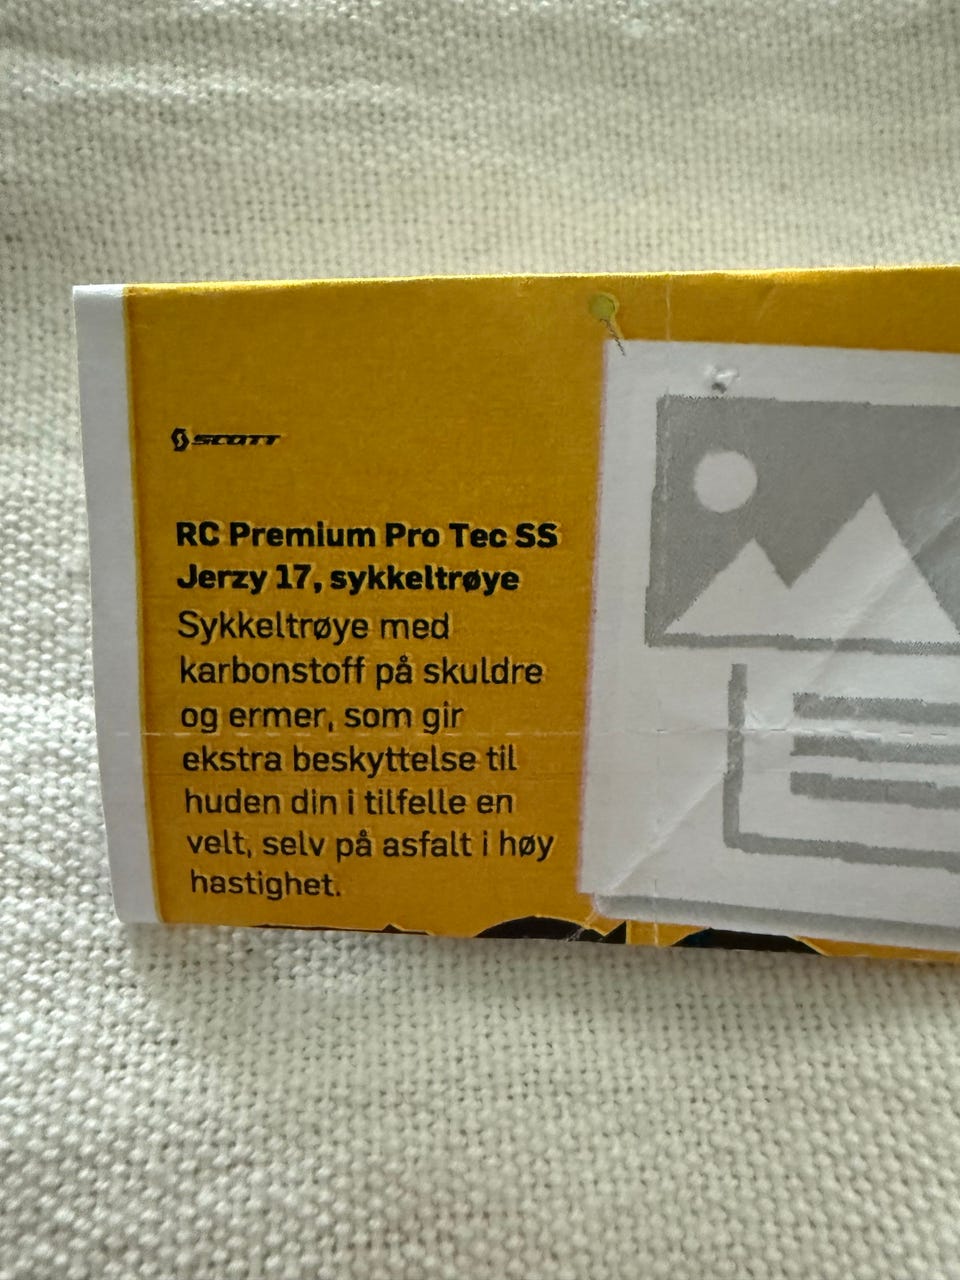 SCOTT
RC Premium Pro Tec SS
Jerzy 17, sykkeltrøye
Sykkeltrøye med
karbonstoff på skuldre
og ermer, som gir
ekstra beskyttelse til
huden din i tilfelle en
velt, selv på asfalt i høy
hastighet.